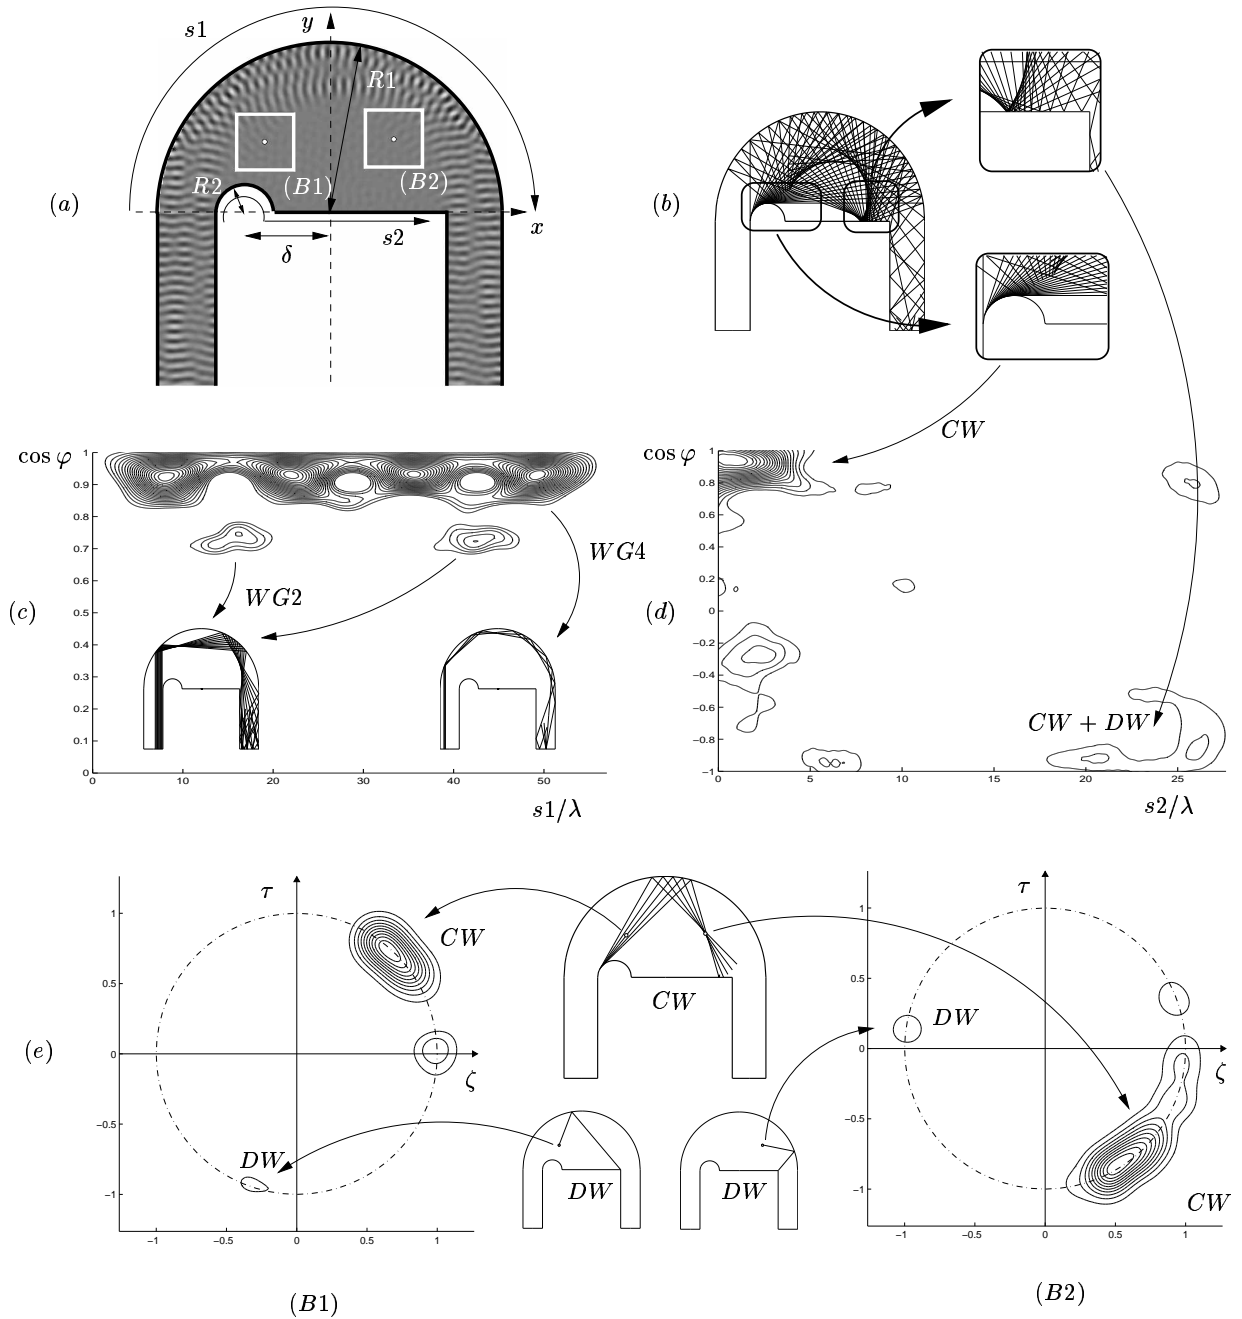 s1
y
R1
(a)
R2
(B1)
(B2)
x
s2
δ
(b)
CW
cos φ
1
0.9
0.8
0.7
0.6
0.5
0.4
0.3
0.2
0.1
0
0 10 20 30 40 50
s1/λ
WG2
WG4
(c)
cos φ
1
0.8
0.6
0.4
0.2
0
−0.2
−0.4
−0.6
−0.8
−1
0 5 10 15 20 25
s2/λ
CW + DW
(d)
(e)
τ
1
0.5
0
−0.5
−1
−1 −0.5 0 0.5 1
ζ
CW
DW
(B1)
CW
DW
DW
τ
1
0.5
0
−0.5
−1
−1 −0.5 0 0.5 1
ζ
DW
CW
(B2)